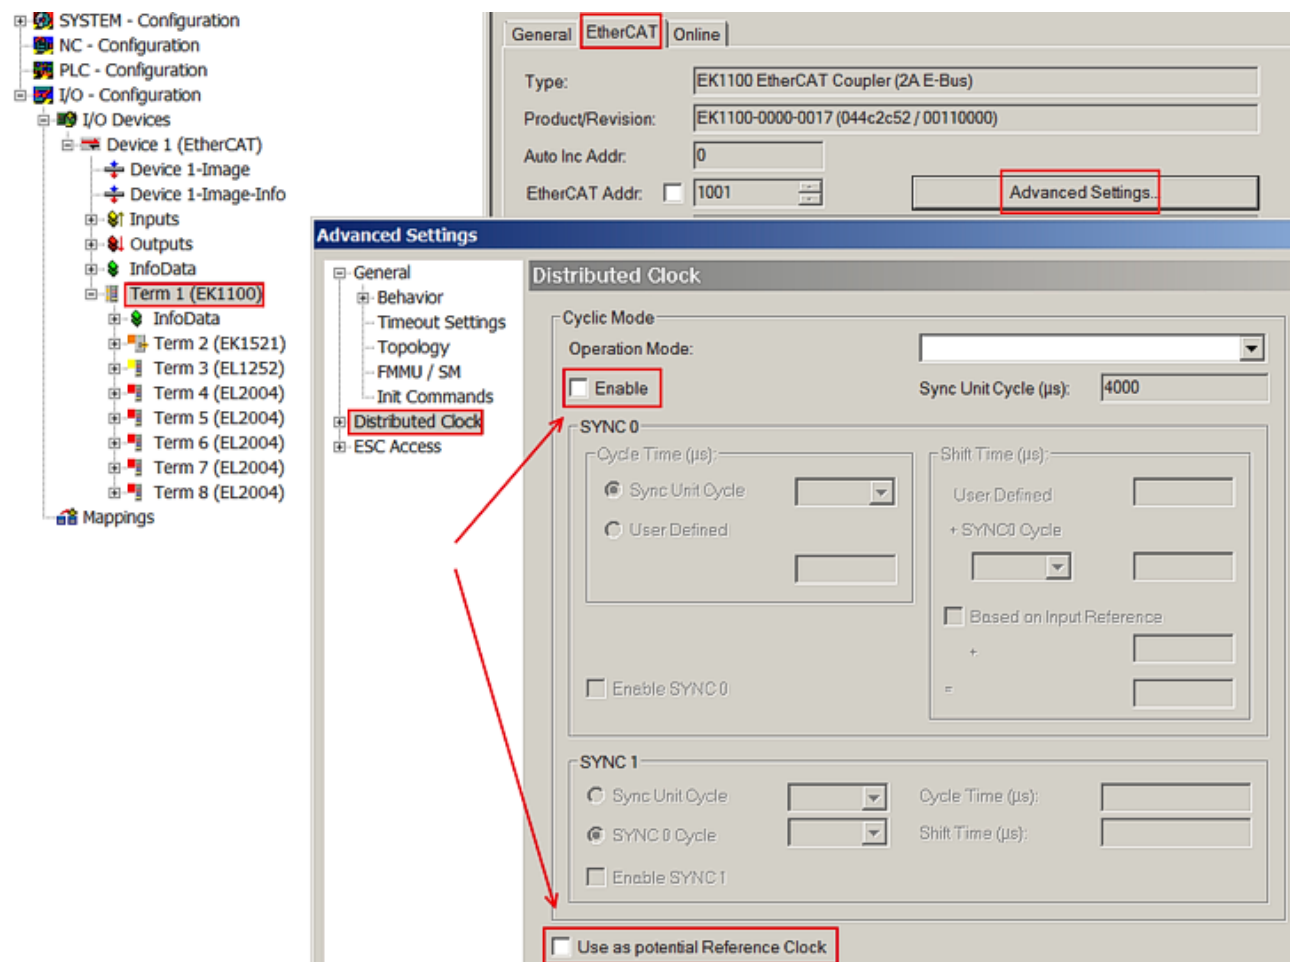 SYSTEM - Configuration
NC - Configuration
PLC - Configuration
I/O - Configuration
I/O Devices
Device 1 (EtherCAT)
Device 1-Image
Device 1-Image-Info
Inputs
Outputs
InfoData
Term 1 (EK1100)
InfoData
Term 2 (EK1521)
Term 3 (EL1252)
Term 4 (EL2004)
Term 5 (EL2004)
Term 6 (EL2004)
Term 7 (EL2004)
Term 8 (EL2004)
Mappings
General EtherCAT Online
Type: EK1100 EtherCAT Coupler (2A E-Bus)
Product/Revision: EK1100-0000-0017 (044c2c52 / 00110000)
Auto Inc Addr: 0
EtherCAT Addr: 1001 Advanced Settings..
Advanced Settings
General
Behavior
Timeout Settings
Topology
FMMU / SM
Init Commands
Distributed Clock
ESC Access
Distributed Clock
Cyclic Mode
Operation Mode:
Enable Sync Unit Cycle (µs): 4000
SYNC 0
Cycle Time (µs): Shift Time (µs):
Sync Unit Cycle User Defined
User Defined + SYNC0 Cycle
Based on Input Reference
+
Enable SYNC 0 =
SYNC 1
Sync Unit Cycle Cycle Time (µs):
SYNC 0 Cycle Shift Time (µs):
Enable SYNC 1
Use as potential Reference Clock